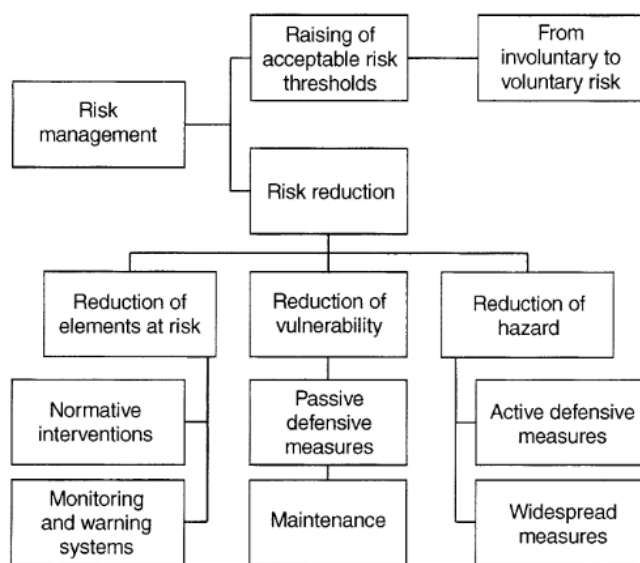 Raising of
acceptable risk
thresholds
From
involuntary to
voluntary risk
Risk
management
Risk reduction
Reduction of
elements at risk
Reduction of
vulnerability
Reduction of
hazard
Normative
interventions
Passive
defensive
measures
Active defensive
measures
Monitoring
and warning
systems
Maintenance
Widespread
measures